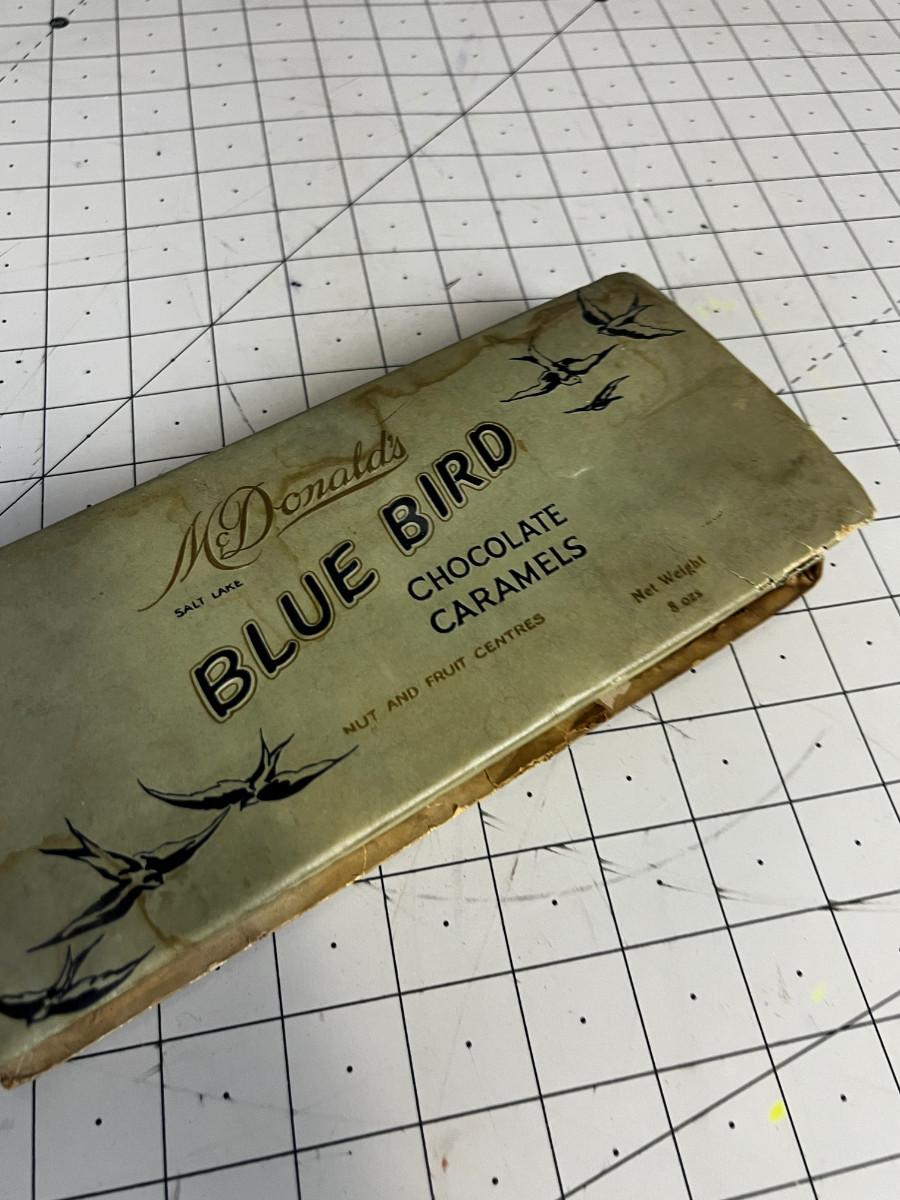 McDonald's
SALT LAKE
BLUE BIRD
CHOCOLATE
CARAMELS
NUT AND FRUIT CENTRES
Net Weight
8 ozs